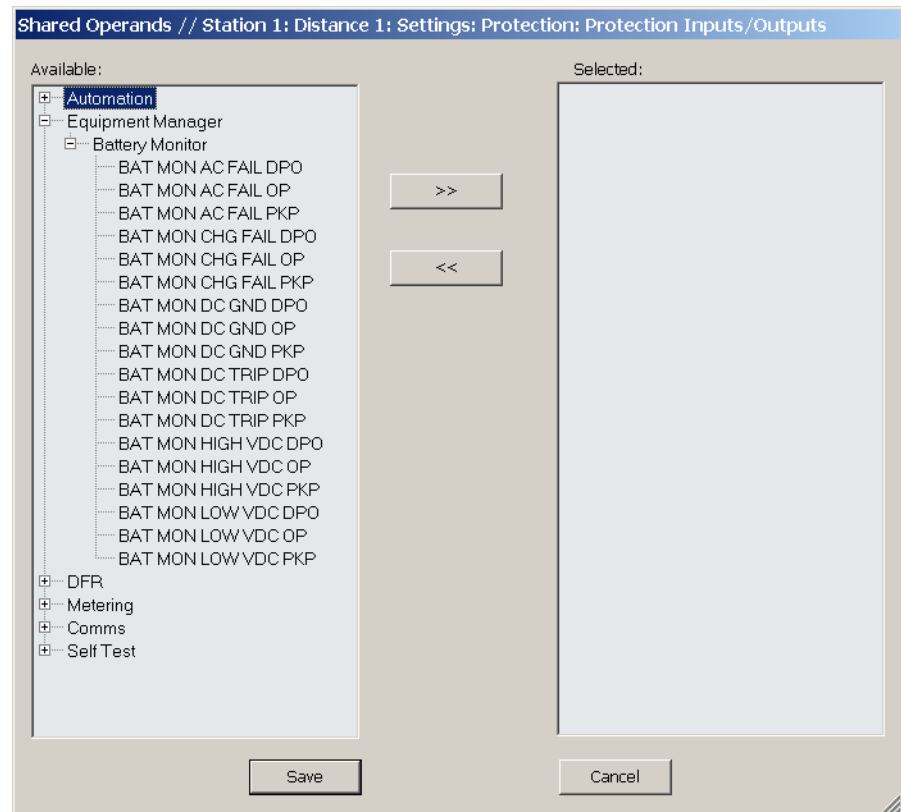 Shared Operands // Station 1: Distance 1: Settings: Protection: Protection Inputs/Outputs
Available:
Automation
Equipment Manager
Battery Monitor
BAT MON AC FAIL DPO
BAT MON AC FAIL OP
BAT MON AC FAIL PKP
BAT MON CHG FAIL DPO
BAT MON CHG FAIL OP
BAT MON CHG FAIL PKP
BAT MON DC GND DPO
BAT MON DC GND OP
BAT MON DC GND PKP
BAT MON DC TRIP DPO
BAT MON DC TRIP OP
BAT MON DC TRIP PKP
BAT MON HIGH VDC DPO
BAT MON HIGH VDC OP
BAT MON HIGH VDC PKP
BAT MON LOW VDC DPO
BAT MON LOW VDC OP
BAT MON LOW VDC PKP
DFR
Metering
Comms
Self Test
>>
<<
Selected:
Save
Cancel